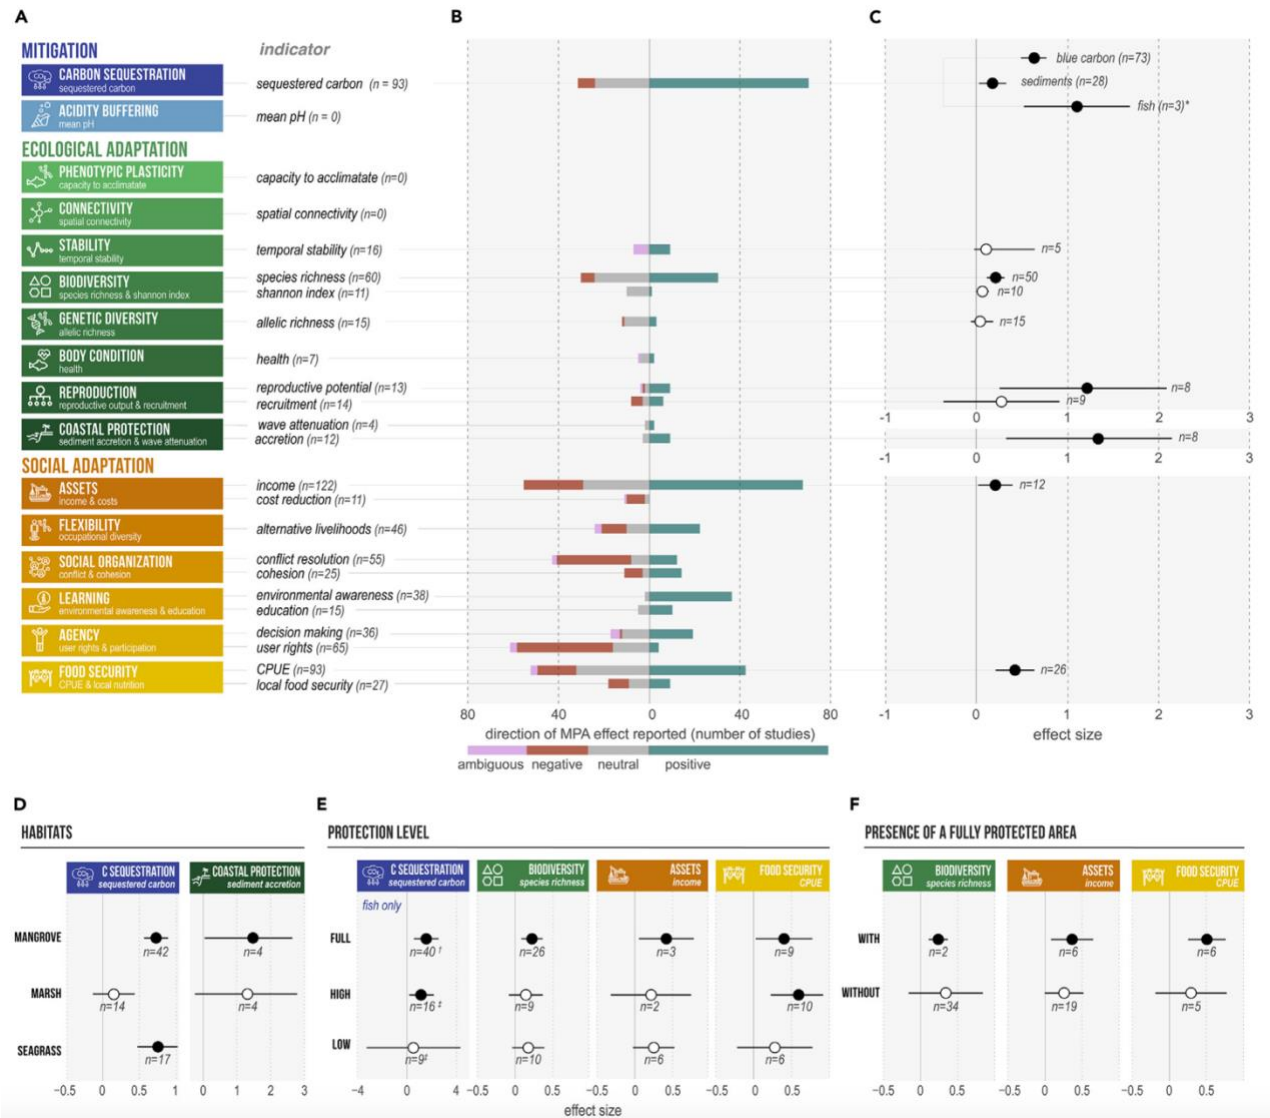 A
B
C
MITIGATION
indicator
CARBON SEQUESTRATION
sequestered carbon
sequestered carbon (n = 93)
blue carbon (n=73)
sediments (n=28)
fish (n=3)*
ACIDITY BUFFERING
mean pH
mean pH (n = 0)
ECOLOGICAL ADAPTATION
PHENOTYPIC PLASTICITY
capacity to acclimatate
capacity to acclimatate (n=0)
CONNECTIVITY
spatial connectivity
spatial connectivity (n=0)
STABILITY
temporal stability
temporal stability (n=16)
n=5
BIODIVERSITY
species richness & shannon index
species richness (n=60)
n=50
shannon index (n=11)
n=10
GENETIC DIVERSITY
allelic richness
allelic richness (n=15)
n=15
BODY CONDITION
health
health (n=7)
REPRODUCTION
reproductive output & recruitment
reproductive potential (n=13)
n=8
recruitment (n=14)
n=9
-1 0 1 2 3
COASTAL PROTECTION
sediment accretion & wave attenuation
wave attenuation (n=4)
accretion (n=12)
n=8
-1 0 1 2 3
SOCIAL ADAPTATION
ASSETS
income & costs
income (n=122)
n=12
cost reduction (n=11)
FLEXIBILITY
occupational diversity
alternative livelihoods (n=46)
SOCIAL ORGANIZATION
conflict & cohesion
conflict resolution (n=55)
cohesion (n=25)
LEARNING
environmental awareness & education
environmental awareness (n=38)
education (n=15)
AGENCY
user rights & participation
decision making (n=36)
user rights (n=65)
FOOD SECURITY
CPUE & local nutrition
CPUE (n=93)
n=26
local food security (n=27)
80 40 0 40 80
-1 0 1 2 3
direction of MPA effect reported (number of studies)
effect size
ambiguous negative neutral positive
D
HABITATS
C SEQUESTRATION
sequestered carbon
COASTAL PROTECTION
sediment accretion
MANGROVE
n=42
n=4
MARSH
n=14
n=4
SEAGRASS
n=17
-0.5 0 0.5 1
0 1 2 3
E
PROTECTION LEVEL
C SEQUESTRATION
sequestered carbon
BIODIVERSITY
species richness
ASSETS
income
FOOD SECURITY
CPUE
fish only
FULL
n=40 †
n=26
n=3
n=9
HIGH
n=16 ‡
n=9
n=2
n=10
LOW
n=9‡
n=10
n=6
n=6
-4 0 4
-0.5 0 0.5
-0.5 0 0.5
-0.5 0 0.5
effect size
F
PRESENCE OF A FULLY PROTECTED AREA
BIODIVERSITY
species richness
ASSETS
income
FOOD SECURITY
CPUE
WITH
n=2
n=6
n=6
WITHOUT
n=34
n=19
n=5
-0.5 0 0.5
-0.5 0 0.5
-0.5 0 0.5